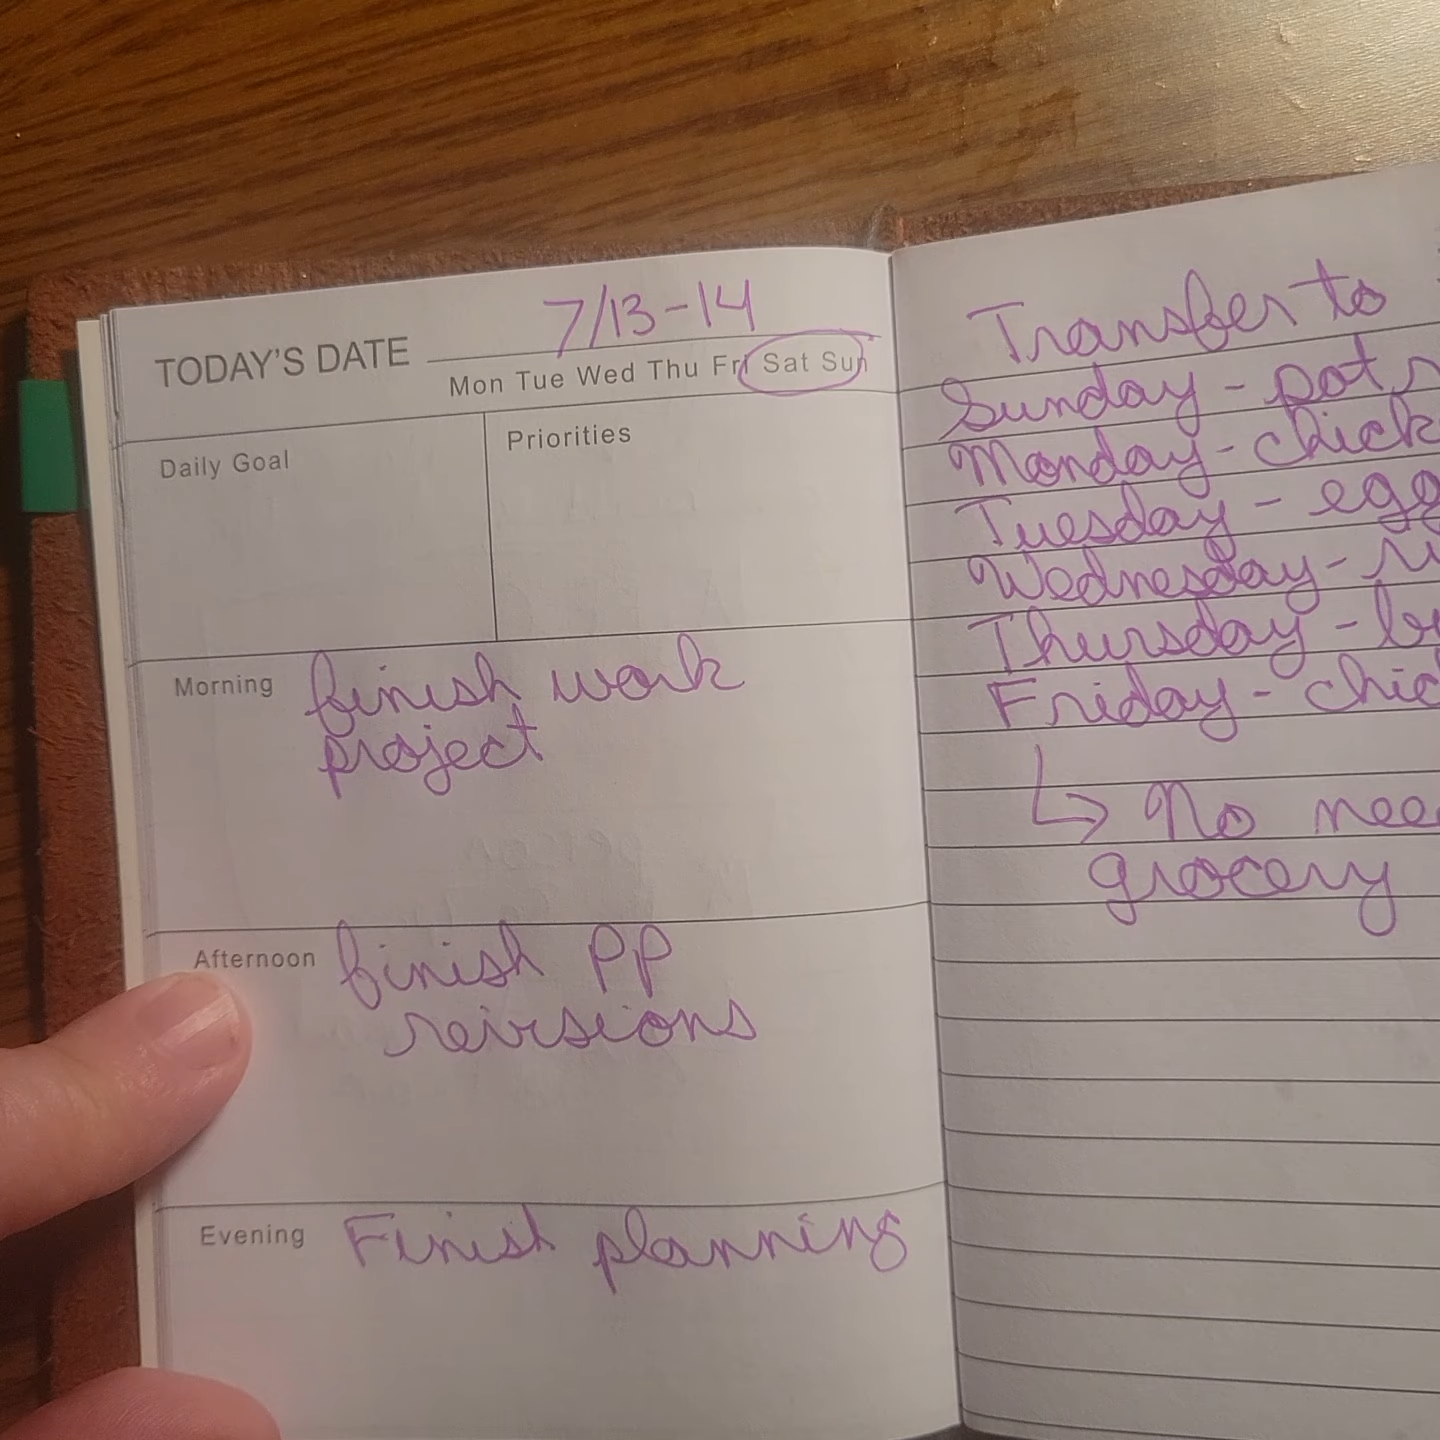 7/13-14
TODAY'S DATE
Mon Tue Wed Thu Fri Sat Sun
Daily Goal
Priorities
Morning finish work
project
Afternoon finish PP
revisions
Evening Finish planning
Transfer to
Sunday - pot
Monday - chick
Tuesday - egg
Wednesday -
Thursday -
Friday - chic
↳ No nee
grocery